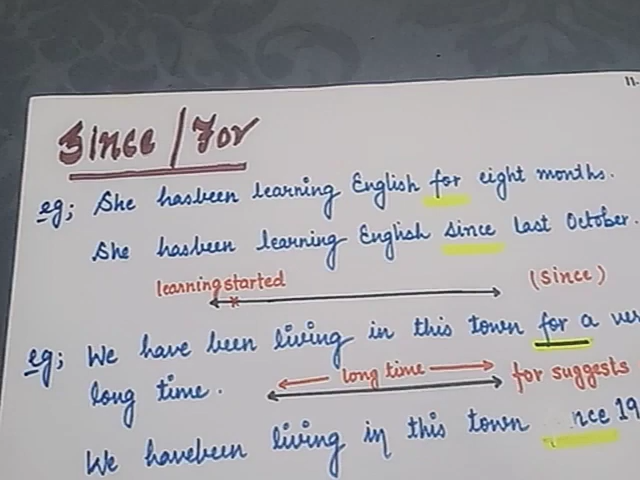 11-
Since / For
eg; She hasbeen learning English for eight months.
She hasbeen learning English since last October.
learning started (since)
eg; We have been living in this town for a
long time. long time for suggests
We havebeen living in this town